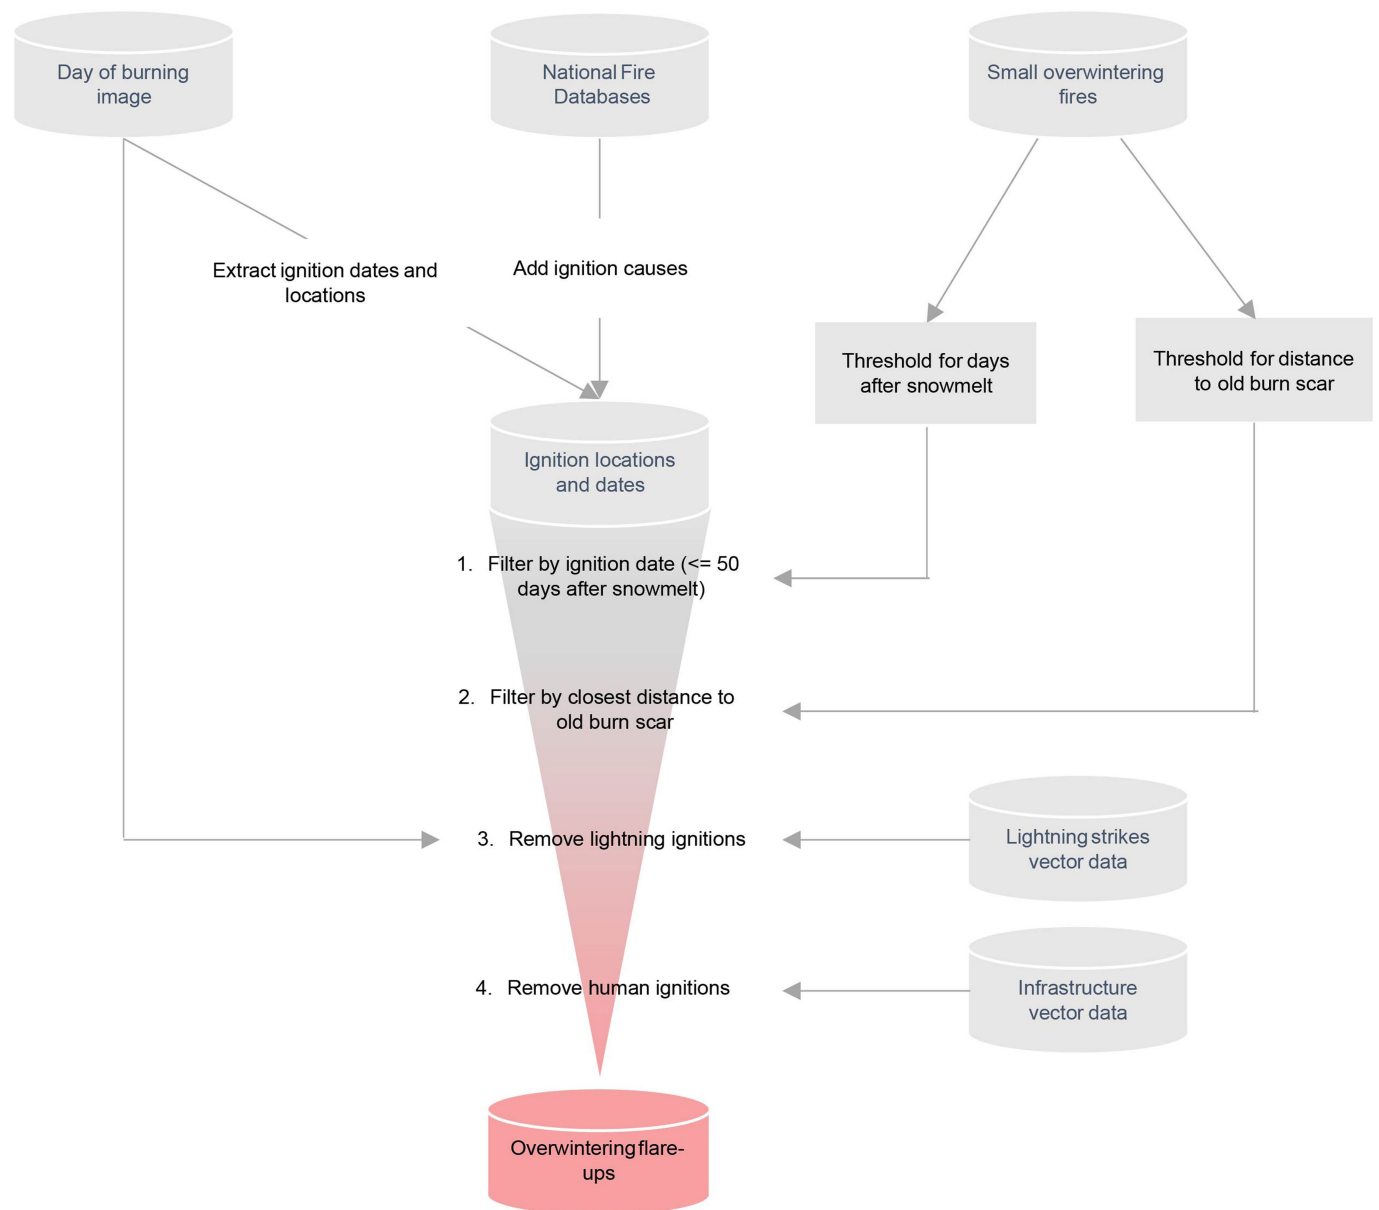 Day of burning
image
National Fire
Databases
Small overwintering
fires
Extract ignition dates and
locations
Add ignition causes
Threshold for days
after snowmelt
Threshold for distance
to old burn scar
Ignition locations
and dates
1. Filter by ignition date (<= 50
days after snowmelt)
2. Filter by closest distance to
old burn scar
3. Remove lightning ignitions
Lightning strikes
vector data
4. Remove human ignitions
Infrastructure
vector data
Overwintering flare-
ups